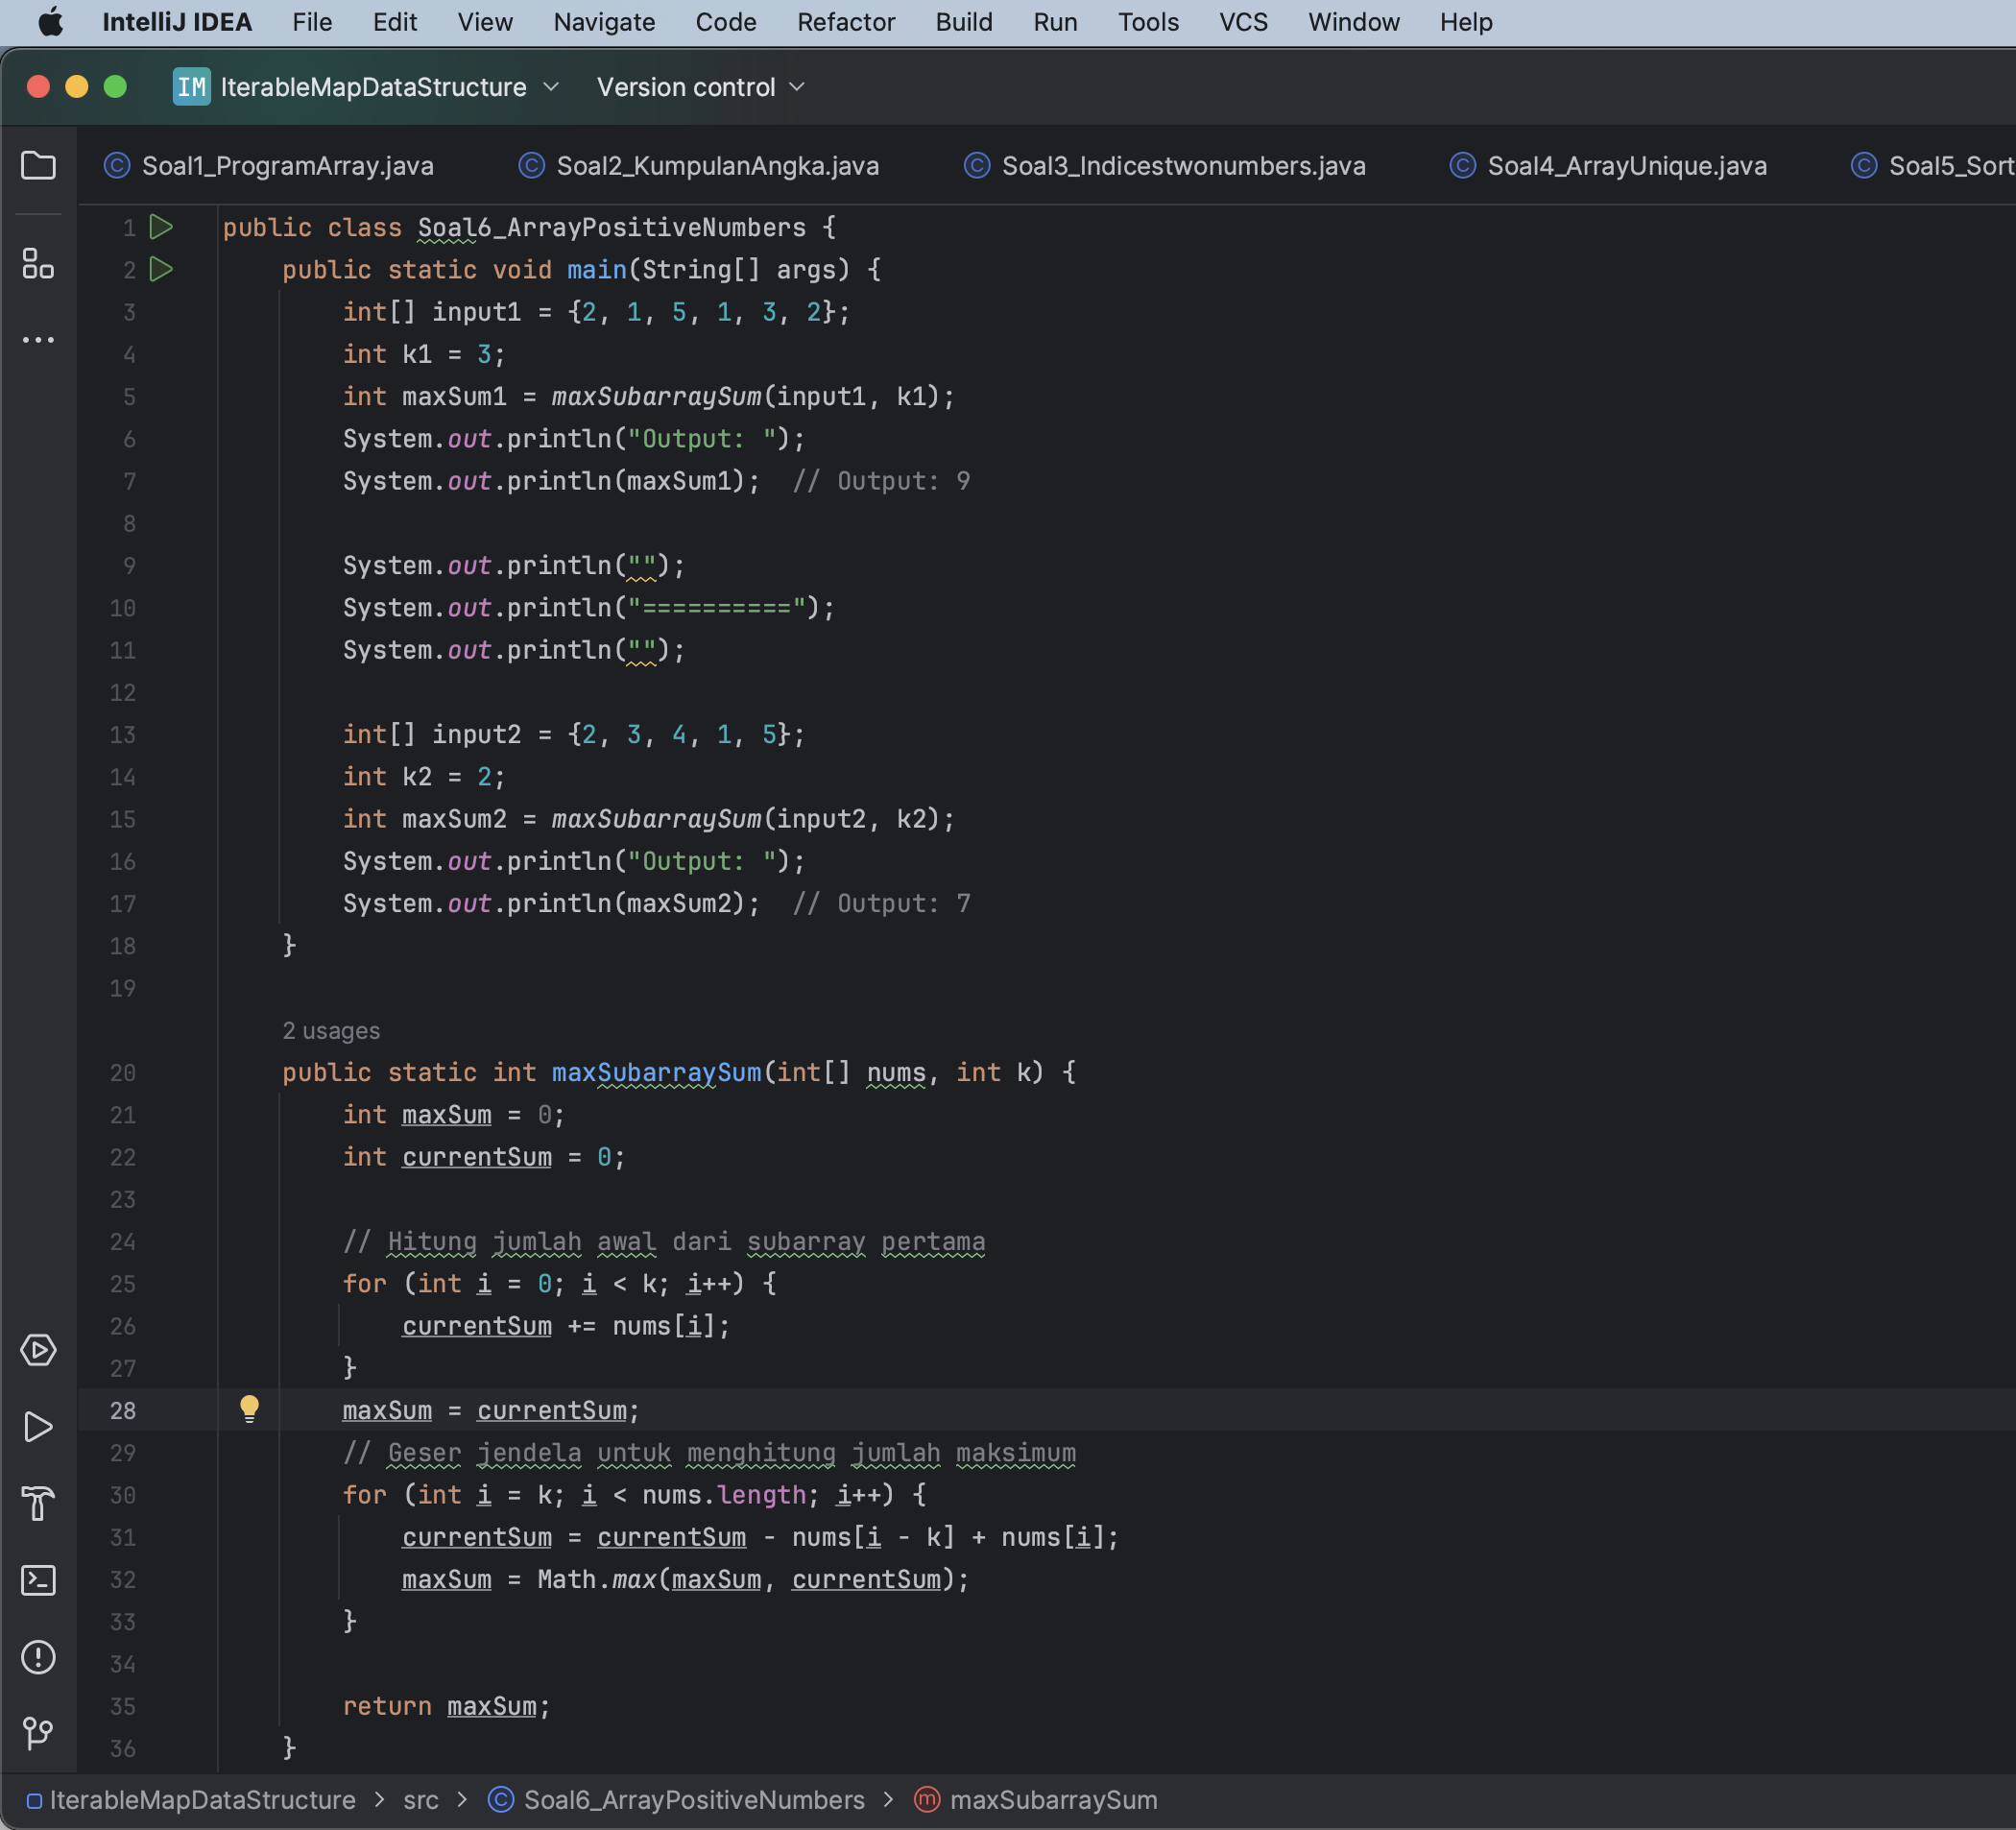 IntelliJ IDEA File Edit View Navigate Code Refactor Build Run Tools VCS Window Help
IM IterableMapDataStructure Version control
Soal1_ProgramArray.java Soal2_KumpulanAngka.java Soal3_Indicestwonumbers.java Soal4_ArrayUnique.java Soal5_Sort
1 public class Soal6_ArrayPositiveNumbers {
2 public static void main(String[] args) {
3 int[] input1 = {2, 1, 5, 1, 3, 2};
4 int k1 = 3;
5 int maxSum1 = maxSubarraySum(input1, k1);
6 System.out.println("Output: ");
7 System.out.println(maxSum1);  // Output: 9
8
9 System.out.println("");
10 System.out.println("==========");
11 System.out.println("");
12
13 int[] input2 = {2, 3, 4, 1, 5};
14 int k2 = 2;
15 int maxSum2 = maxSubarraySum(input2, k2);
16 System.out.println("Output: ");
17 System.out.println(maxSum2);  // Output: 7
18 }
19
2 usages
20 public static int maxSubarraySum(int[] nums, int k) {
21 int maxSum = 0;
22 int currentSum = 0;
23
24 // Hitung jumlah awal dari subarray pertama
25 for (int i = 0; i < k; i++) {
26 currentSum += nums[i];
27 }
28 maxSum = currentSum;
29 // Geser jendela untuk menghitung jumlah maksimum
30 for (int i = k; i < nums.length; i++) {
31 currentSum = currentSum - nums[i - k] + nums[i];
32 maxSum = Math.max(maxSum, currentSum);
33 }
34
35 return maxSum;
36 }
IterableMapDataStructure > src > Soal6_ArrayPositiveNumbers > maxSubarraySum